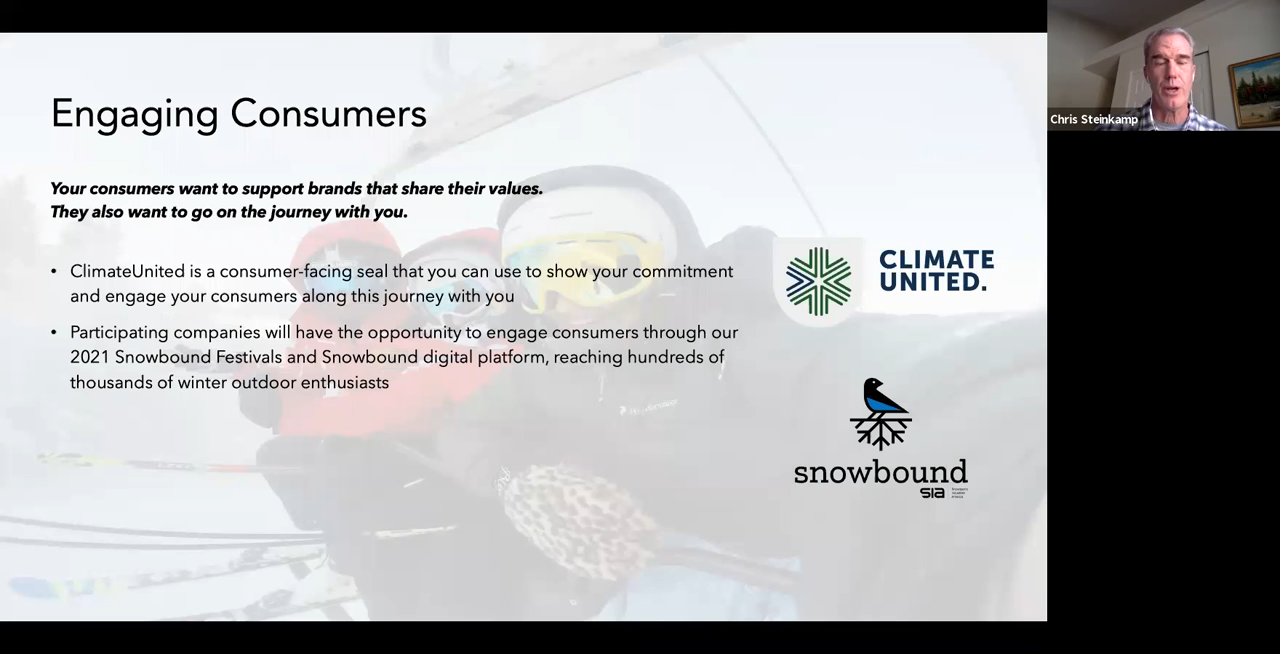 Engaging Consumers
Your consumers want to support brands that share their values.
They also want to go on the journey with you.
• ClimateUnited is a consumer-facing seal that you can use to show your commitment
and engage your consumers along this journey with you
• Participating companies will have the opportunity to engage consumers through our
2021 Snowbound Festivals and Snowbound digital platform, reaching hundreds of
thousands of winter outdoor enthusiasts
CLIMATE
UNITED.
snowbound
sia
Chris Steinkamp